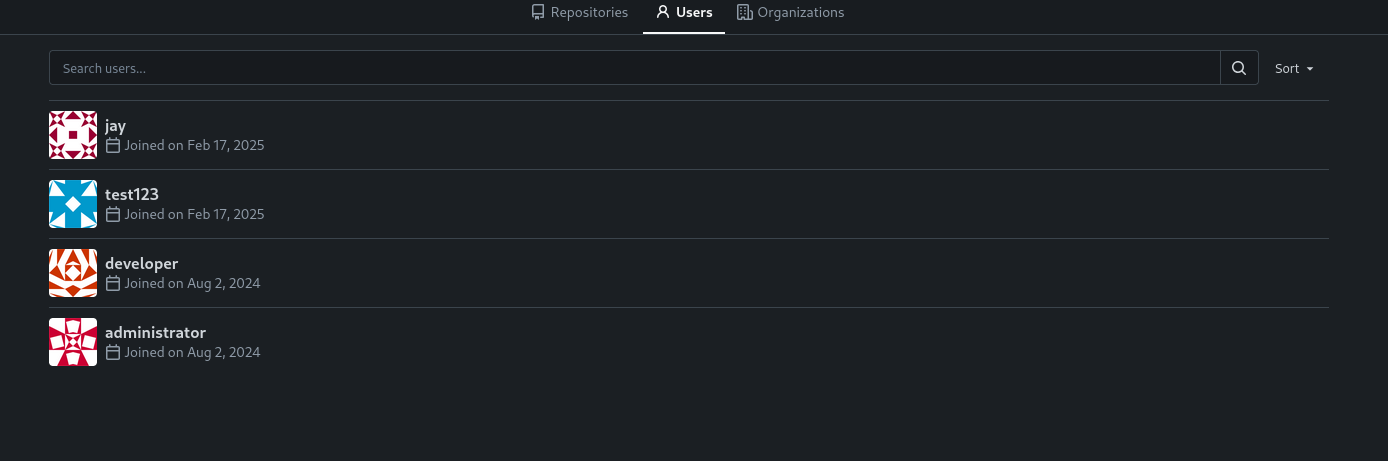 Repositories Users Organizations
Search users... Sort
jay
Joined on Feb 17, 2025
test123
Joined on Feb 17, 2025
developer
Joined on Aug 2, 2024
administrator
Joined on Aug 2, 2024